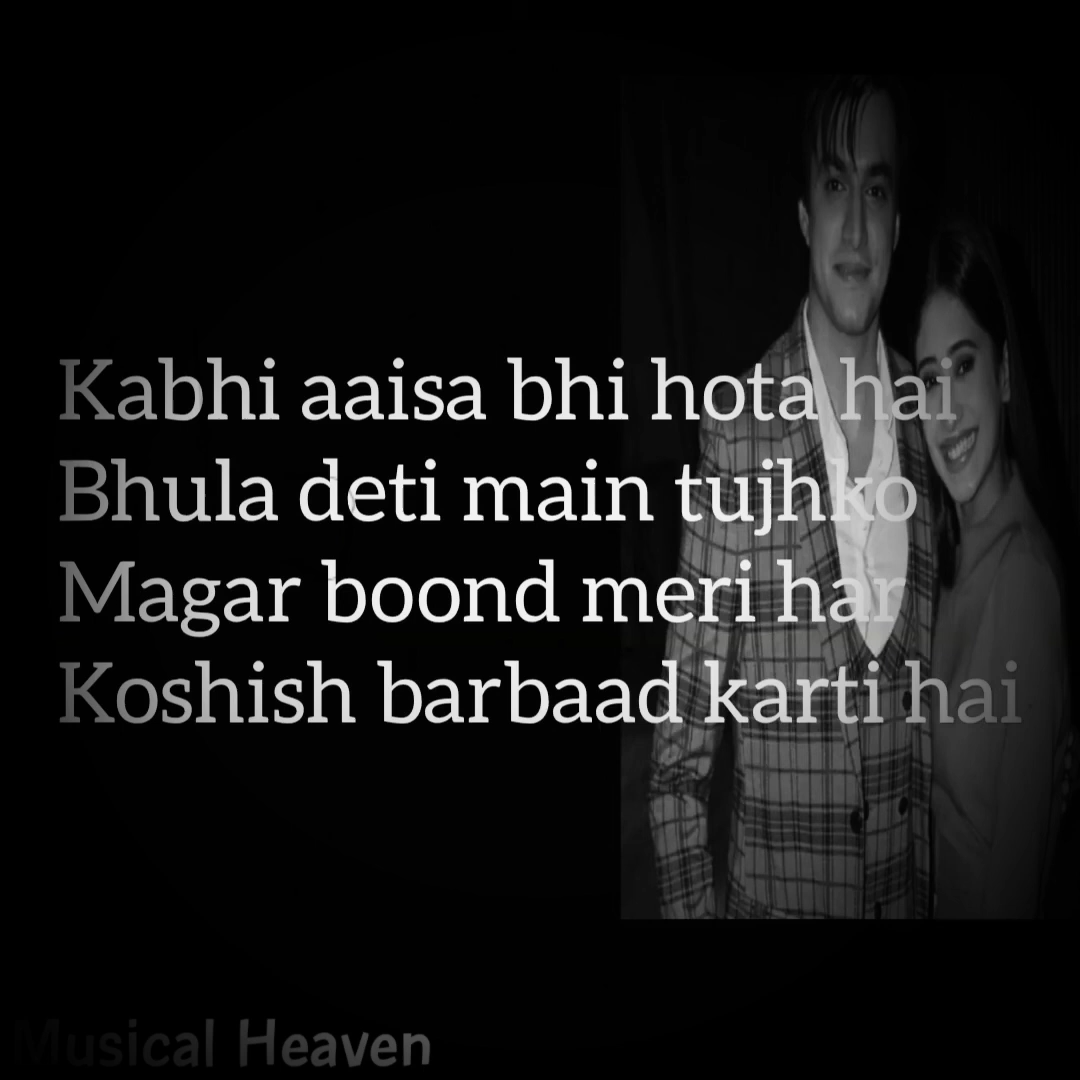 Kabhi aaisa bhi hota hai
Bhula deti main tujhko
Magar boond meri har
Koshish barbaad karti hai
Musical Heaven